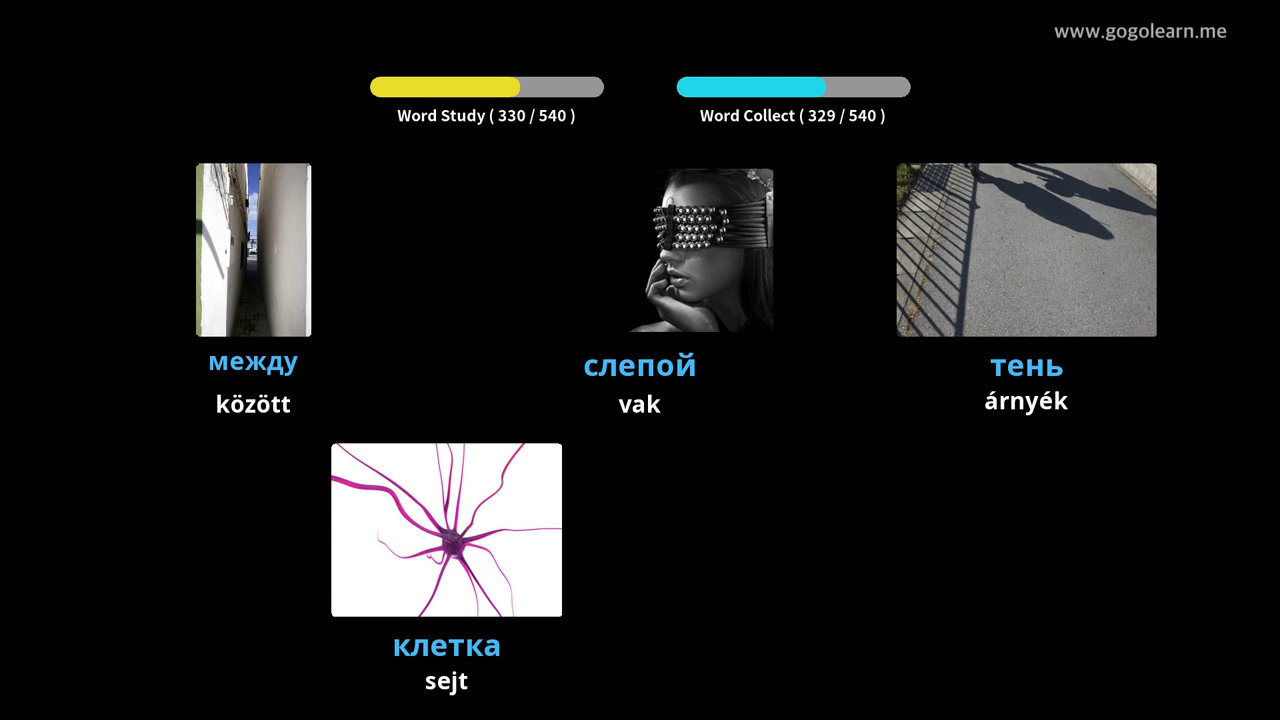 www.gogolearn.me
Word Study ( 330 / 540 )
Word Collect ( 329 / 540 )
между
között
слепой
vak
тень
árnyék
клетка
sejt